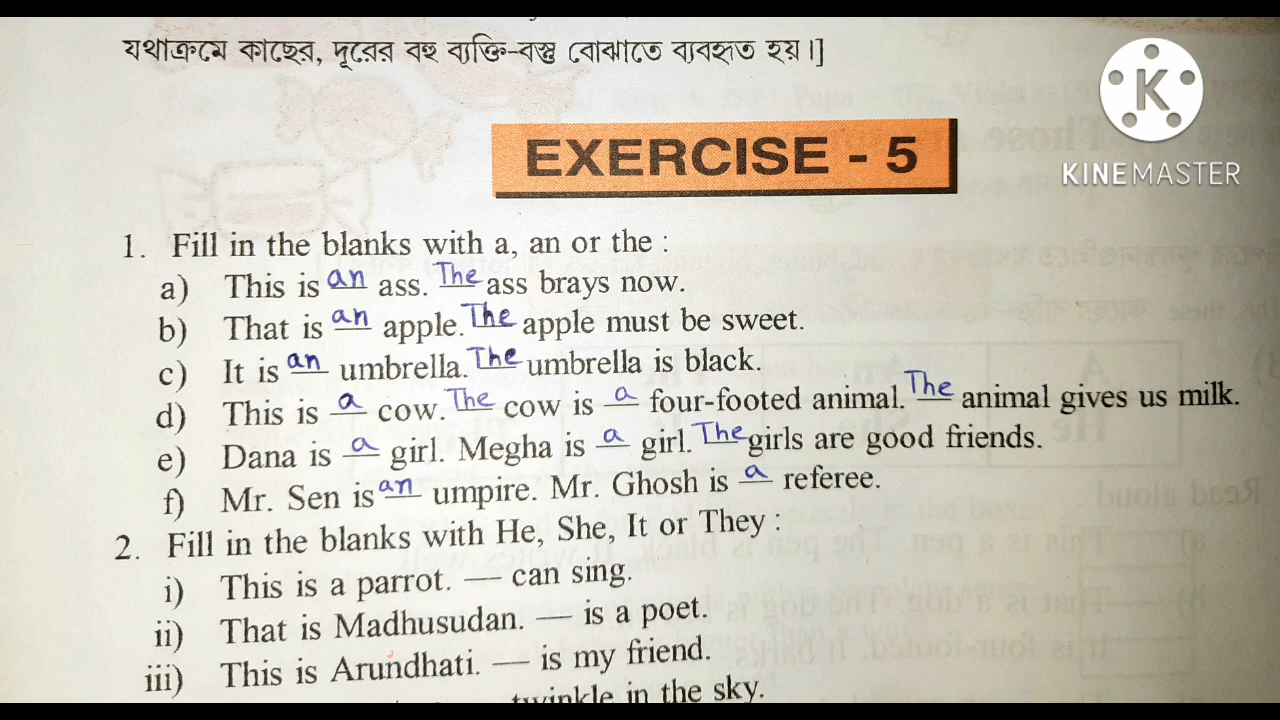 যথাক্রমে কাছের, দূরের বহু ব্যক্তি-বস্তু বোঝাতে ব্যবহৃত হয়।]
K
KINEMASTER
EXERCISE - 5
1. Fill in the blanks with a, an or the :
a) This is an ass. The ass brays now.
b) That is an apple. The apple must be sweet.
c) It is an umbrella. The umbrella is black.
d) This is a cow. The cow is a four-footed animal. The animal gives us milk.
e) Dana is a girl. Megha is a girl. The girls are good friends.
f) Mr. Sen is an umpire. Mr. Ghosh is a referee.
2. Fill in the blanks with He, She, It or They :
i) This is a parrot. — can sing.
ii) That is Madhusudan. — is a poet.
iii) This is Arundhati. — is my friend.
twinkle in the sky.